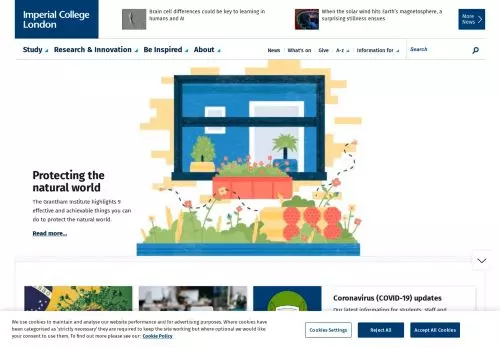 Imperial College
London
Brain cell differences could be key to learning in
humans and AI
When the solar wind hits Earth's magnetosphere, a
surprising stillness ensues
More
News
Study
Research & Innovation
Be Inspired
About
News
What's on
Give
A-z
Information for
Search
Protecting the
natural world
The Grantham Institute highlights 9
effective and achievable things you can
do to protect the natural world.
Read more...
Coronavirus (COVID-19) updates
Our latest information for students, staff and
We use cookies to maintain and analyse our website performance and for advertising purposes. Where cookies have
been categorised as 'strictly necessary' they are required to keep the site working but where optional we would like
your consent to use them. To find out more please see our: Cookie Policy
Cookies Settings
Reject All
Accept All Cookies